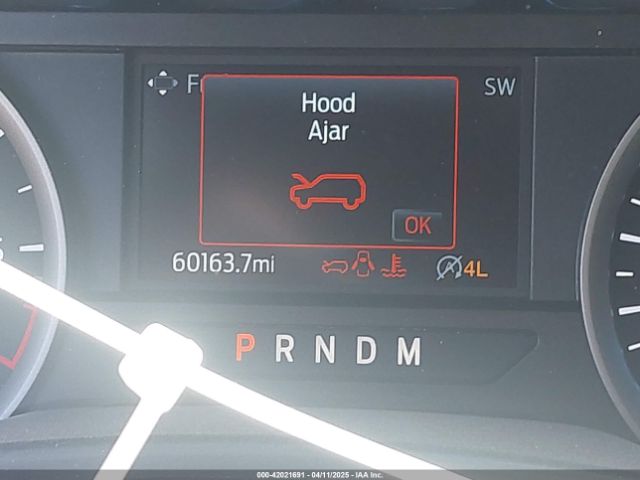 SW
Hood
Ajar
OK
60163.7mi
4L
P R N D M
000-42021691 - 04/11/2025 - IAA Inc.